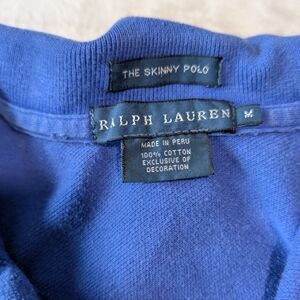 THE SKINNY POLO
RALPH LAUREN M
MADE IN PERU
100% COTTON
EXCLUSIVE OF
DECORATION